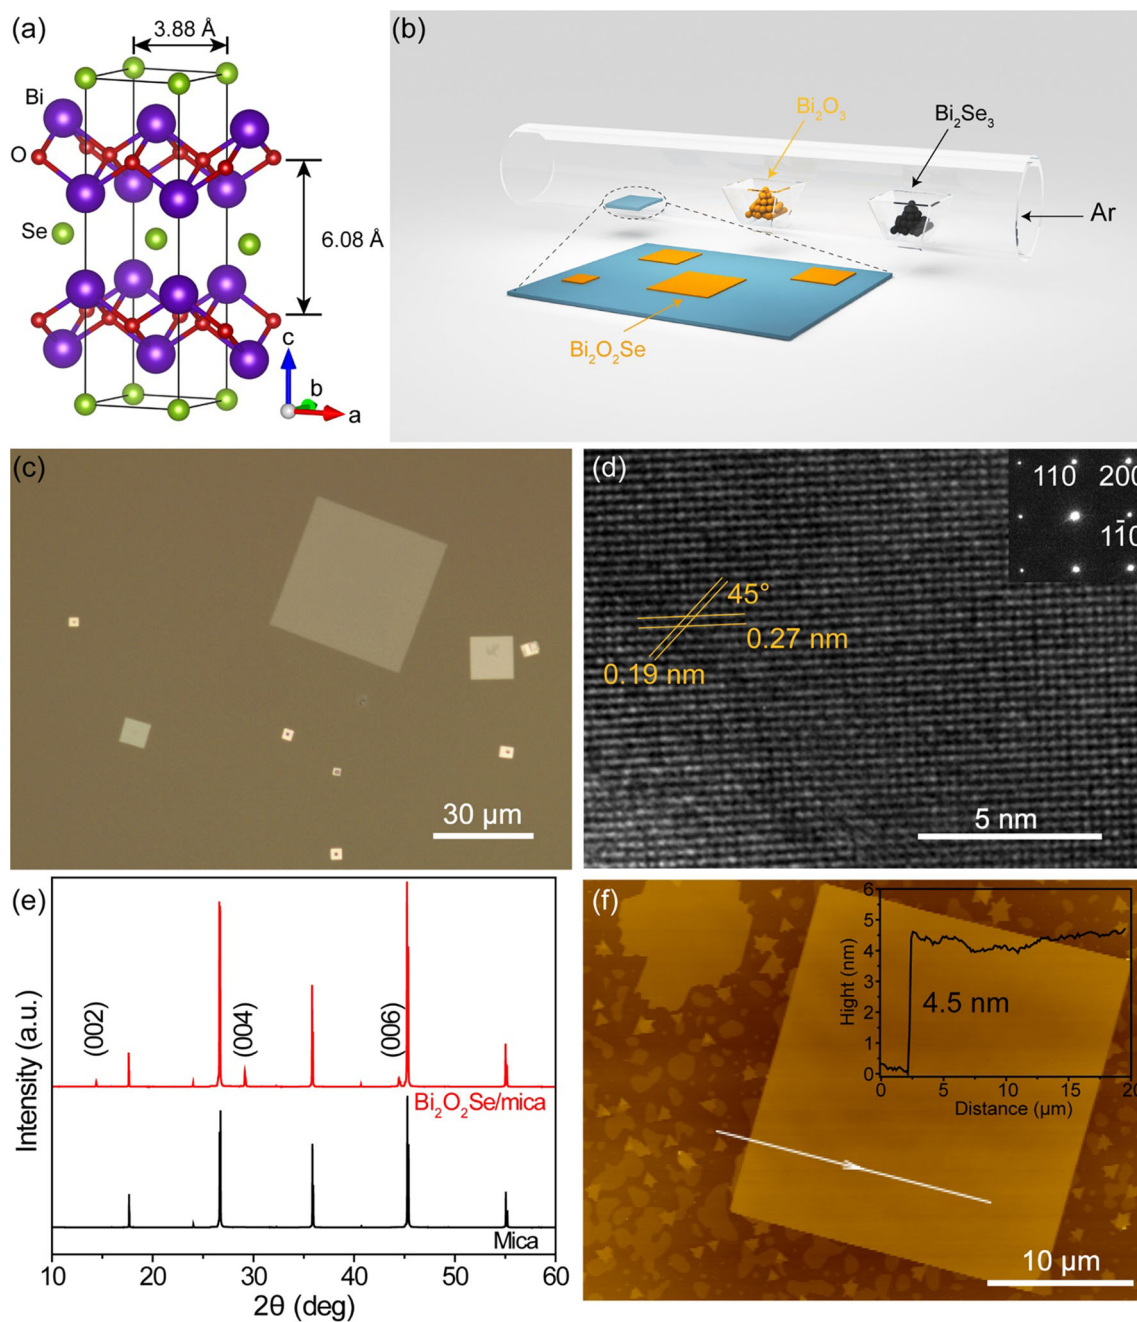 (a)
3.88 Å
Bi
O
Se
6.08 Å
c
b
a
(b)
Bi₂O₃
Bi₂Se₃
Ar
Bi₂O₂Se
(c)
30 µm
(d)
110 200
11̄0
45°
0.27 nm
0.19 nm
5 nm
(e)
Intensity (a.u.)
(002)
(004)
(006)
Bi₂O₂Se/mica
Mica
10 20 30 40 50 60
2θ (deg)
(f)
Hight (nm)
6
5
4
3
2
1
0
4.5 nm
0 5 10 15 20
Distance (µm)
10 µm